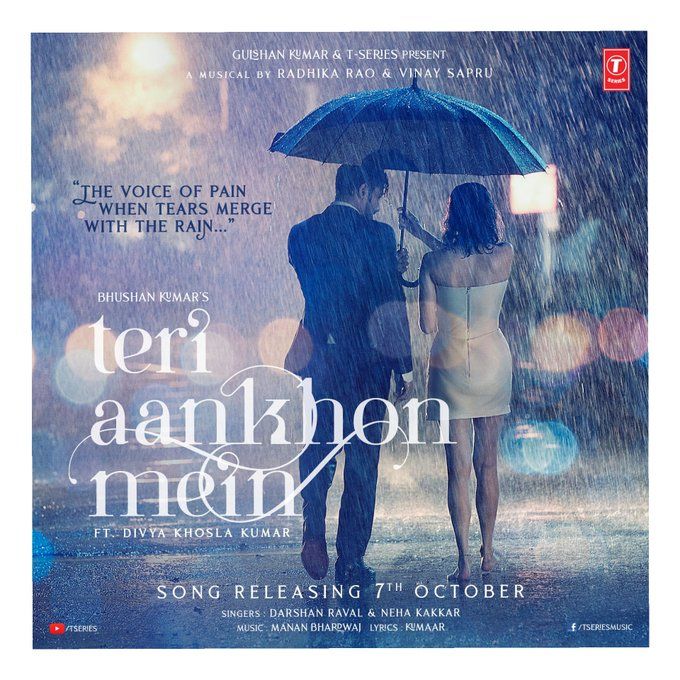 GULSHAN KUMAR & T-SERIES PRESENT
A MUSICAL BY RADHIKA RAO & VINAY SAPRU
T
SERIES
"THE VOICE OF PAIN
WHEN TEARS MERGE
WITH THE RAIN..."
BHUSHAN KUMAR'S
teri
aankhon
mein
FT. DIVYA KHOSLA KUMAR
SONG RELEASING 7TH OCTOBER
SINGERS : DARSHAN RAVAL & NEHA KAKKAR
MUSIC : MANAN BHARDWAJ LYRICS : KUMAAR
/TSERIES
f /TSERIESMUSIC